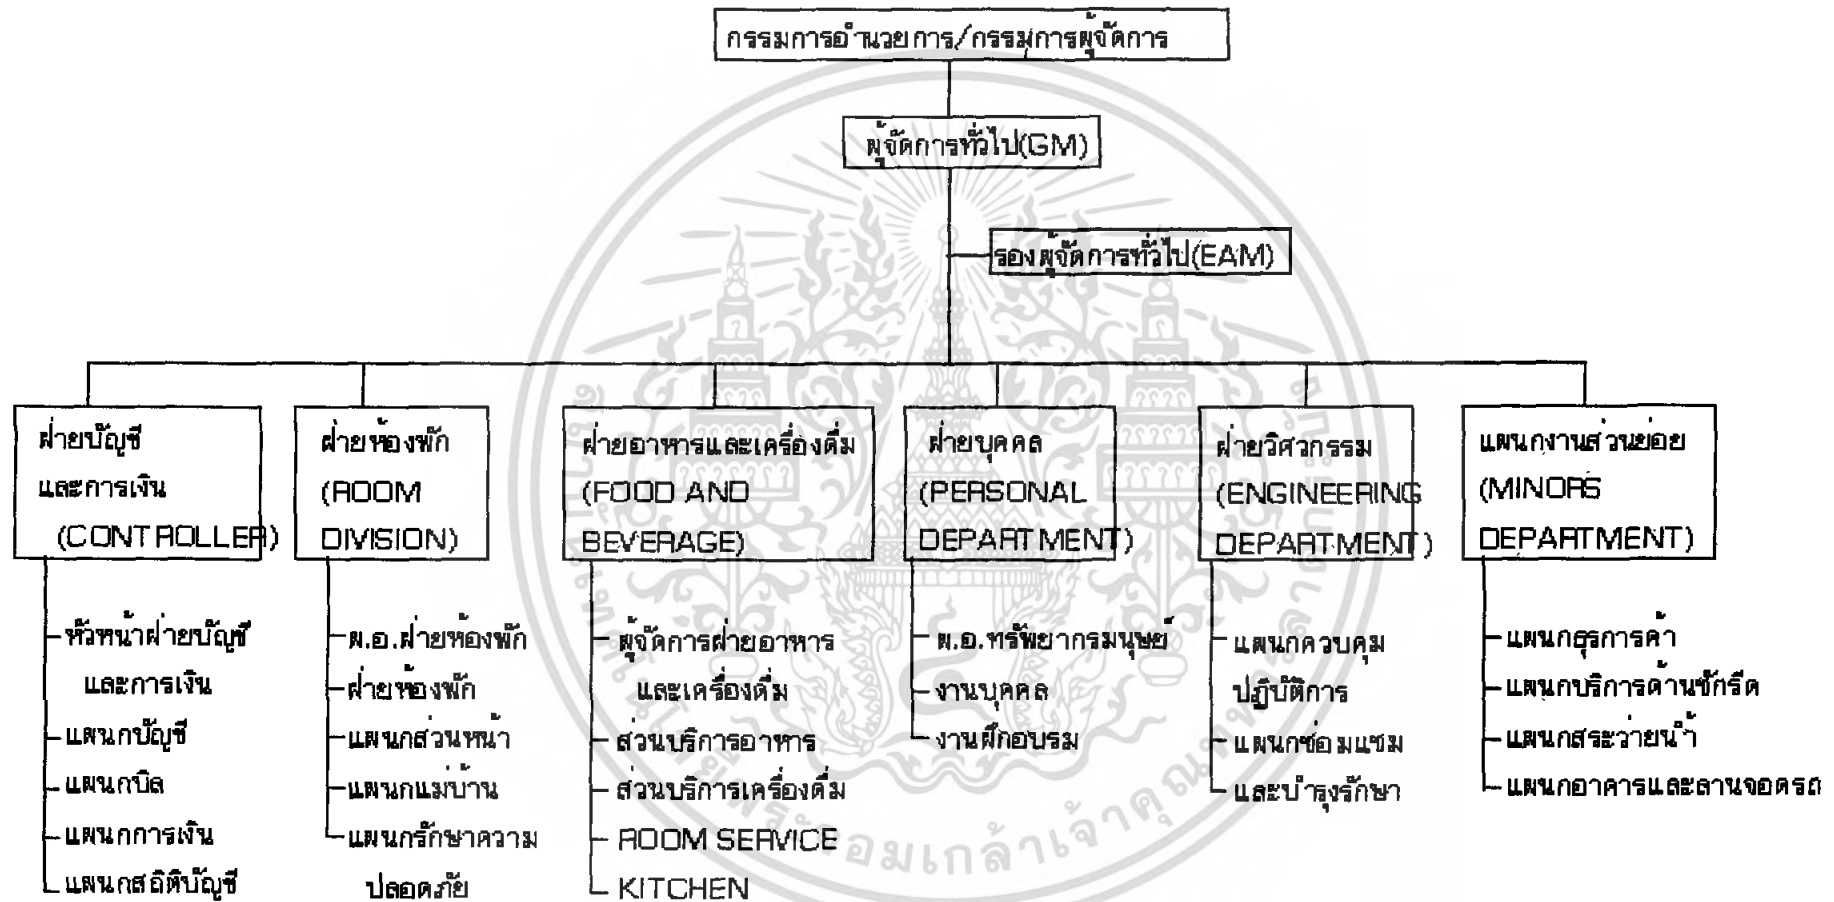 กรรมการอำนวยการ/กรรมการผู้จัดการ
ผู้จัดการทั่วไป(GM)
รองผู้จัดการทั่วไป(EAM)
ฝ่ายบัญชี
และการเงิน
(CONTROLLER)
หัวหน้าฝ่ายบัญชี
และการเงิน
แผนกบัญชี
แผนกบิล
แผนกการเงิน
แผนกสถิติบัญชี
ฝ่ายห้องพัก
(ROOM
DIVISION)
ผ.อ.ฝ่ายห้องพัก
ฝ่ายห้องพัก
แผนกส่วนหน้า
แผนกแม่บ้าน
แผนกรักษาความ
ปลอดภัย
ฝ่ายอาหารและเครื่องดื่ม
(FOOD AND
BEVERAGE)
ผู้จัดการฝ่ายอาหาร
และเครื่องดื่ม
ส่วนบริการอาหาร
ส่วนบริการเครื่องดื่ม
ROOM SERVICE
KITCHEN
ฝ่ายบุคคล
(PERSONAL
DEPARTMENT)
ผ.อ.ทรัพยากรมนุษย์
งานบุคคล
งานฝึกอบรม
ฝ่ายวิศวกรรม
(ENGINEERING
DEPARTMENT)
แผนกควบคุม
ปฏิบัติการ
แผนกซ่อมแซม
และบำรุงรักษา
แผนกงานส่วนย่อย
(MINORS
DEPARTMENT)
แผนกธุรการค้า
แผนกบริการด้านซักรีด
แผนกสระว่ายน้ำ
แผนกอาคารและลานจอดรถ